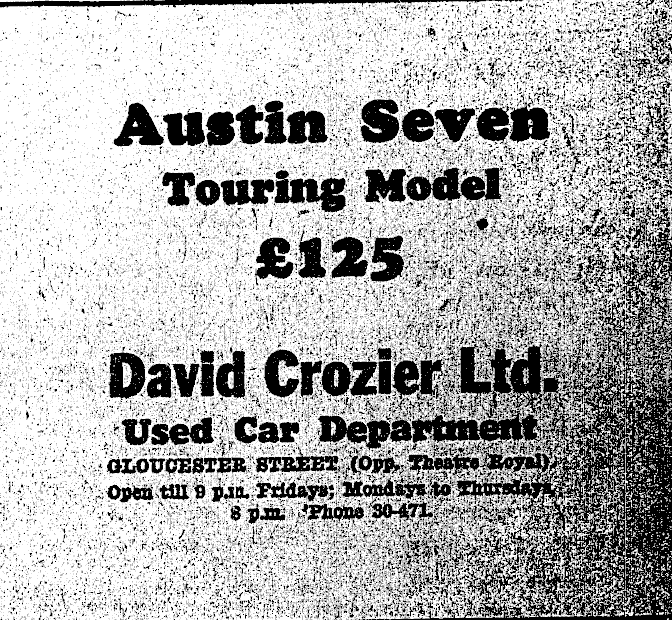 Austin Seven
Touring Model
£125
David Crozier Ltd.
Used Car Department
GLOUCESTER STREET (Opp. Theatre Royal).
Open till 9 p.m. Fridays; Mondays to Thursdays,
6 p.m. 'Phone 30-471.